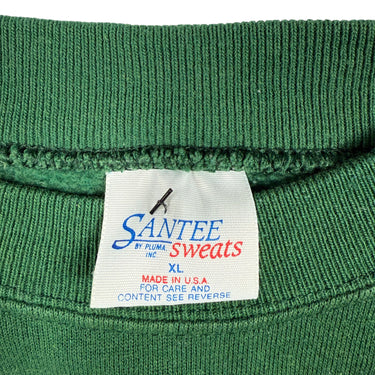 SANTEE
BY PLUMA, INC. sweats
XL
MADE IN U.S.A.
FOR CARE AND
CONTENT SEE REVERSE